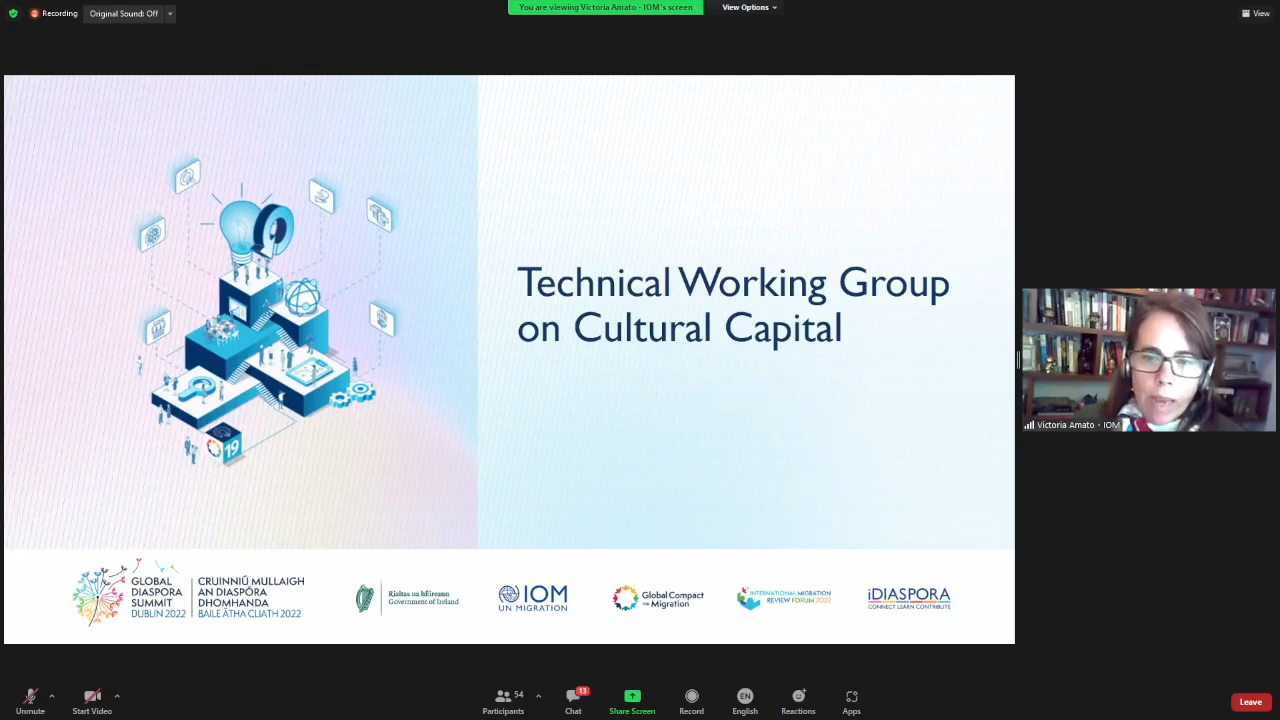 Recording
Original Sound: Off
You are viewing Victoria Amato - IOM's screen
View Options
View
Technical Working Group
on Cultural Capital
19
Victoria Amato - IOM
GLOBAL
DIASPORA
SUMMIT
DUBLIN 2022
CRUINNIÚ MULLAIGH
AN DIASPÓRA
DHOMHANDA
BAILE ÁTHA CLIATH 2022
Rialtas na hÉireann
Government of Ireland
IOM
UN MIGRATION
Global Compact
for Migration
INTERNATIONAL MIGRATION
REVIEW FORUM 2022
iDIASPORA
CONNECT LEARN CONTRIBUTE
Unmute
Start Video
54
Participants
13
Chat
Share Screen
Record
EN
English
Reactions
Apps
Leave